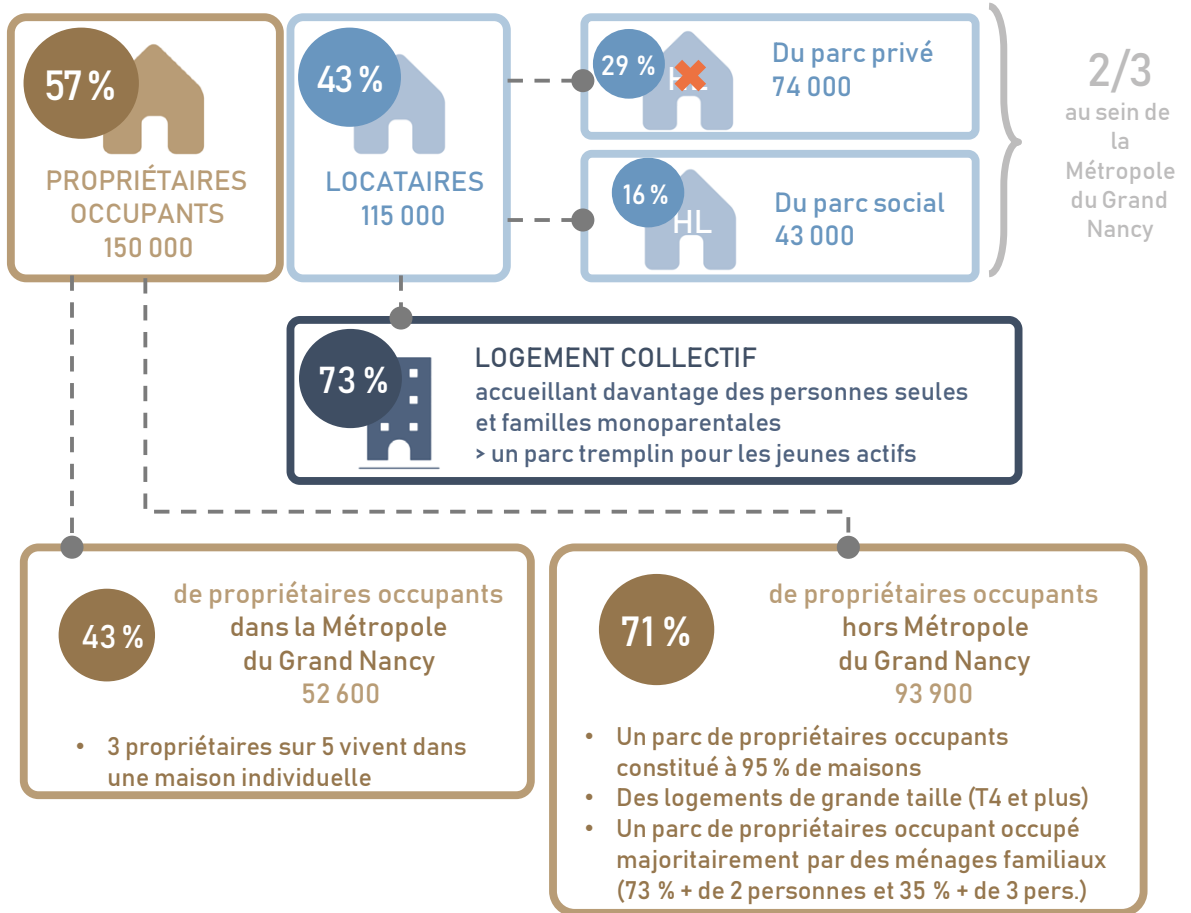 57 %
PROPRIÉTAIRES
OCCUPANTS
150 000
43 %
LOCATAIRES
115 000
29 %
Du parc privé
74 000
16 %
HL
Du parc social
43 000
2/3
au sein de
la
Métropole
du Grand
Nancy
73 %
LOGEMENT COLLECTIF
accueillant davantage des personnes seules
et familles monoparentales
> un parc tremplin pour les jeunes actifs
43 %
de propriétaires occupants
dans la Métropole
du Grand Nancy
52 600
• 3 propriétaires sur 5 vivent dans
une maison individuelle
71 %
de propriétaires occupants
hors Métropole
du Grand Nancy
93 900
• Un parc de propriétaires occupants
constitué à 95 % de maisons
• Des logements de grande taille (T4 et plus)
• Un parc de propriétaires occupant occupé
majoritairement par des ménages familiaux
(73 % + de 2 personnes et 35 % + de 3 pers.)